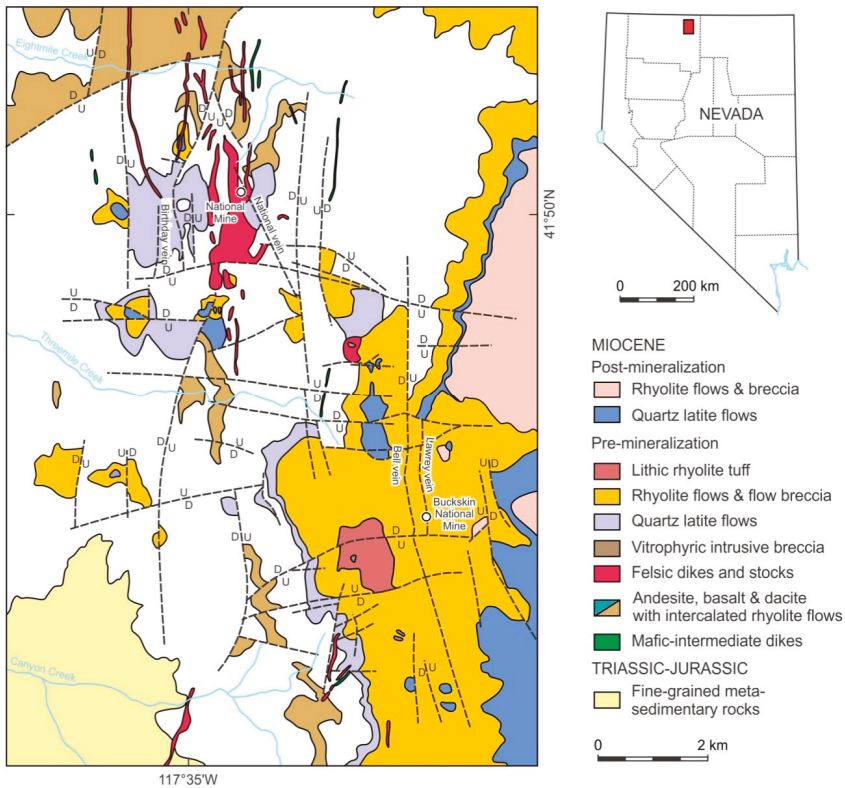 Eightmile Creek
U D
D
U
U
D
D
U
D U
D U
U
D
National
Mine
National vein
Birthday vein
D U
U
D
U
D
D
U
Threemile Creek
U
D
U
D
U D
D U
U D
U
D
Bell vein
Lawrey vein
U D
Buckskin
National
Mine
U
D
D
U
D
U
U
D
U
D
D U
Canyon Creek
117°35'W
41°50'N
NEVADA
0 200 km
MIOCENE
Post-mineralization
Rhyolite flows & breccia
Quartz latite flows
Pre-mineralization
Lithic rhyolite tuff
Rhyolite flows & flow breccia
Quartz latite flows
Vitrophyric intrusive breccia
Felsic dikes and stocks
Andesite, basalt & dacite
with intercalated rhyolite flows
Mafic-intermediate dikes
TRIASSIC-JURASSIC
Fine-grained meta-
sedimentary rocks
0 2 km